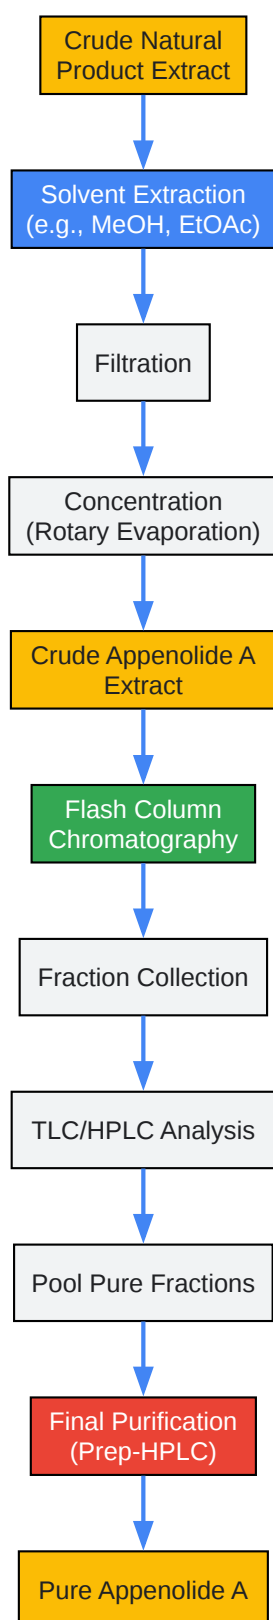 Crude Natural
Product Extract
Solvent Extraction
(e.g., MeOH, EtOAc)
Filtration
Concentration
(Rotary Evaporation)
Crude Appenolide A
Extract
Flash Column
Chromatography
Fraction Collection
TLC/HPLC Analysis
Pool Pure Fractions
Final Purification
(Prep-HPLC)
Pure Appenolide A